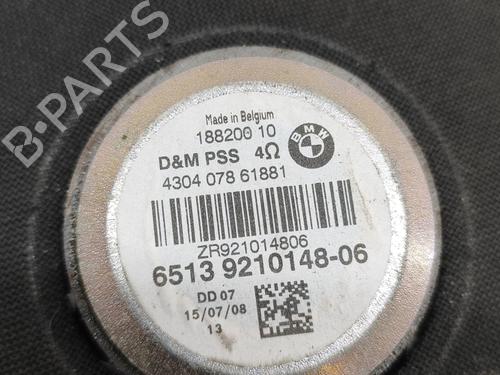 Made in Belgium
188200 10
BMW
D&M PSS 4Ω
4304 078 61881
ZR921014806
6513 9210148-06
DD 07
15/07/08
13
B-PARTS